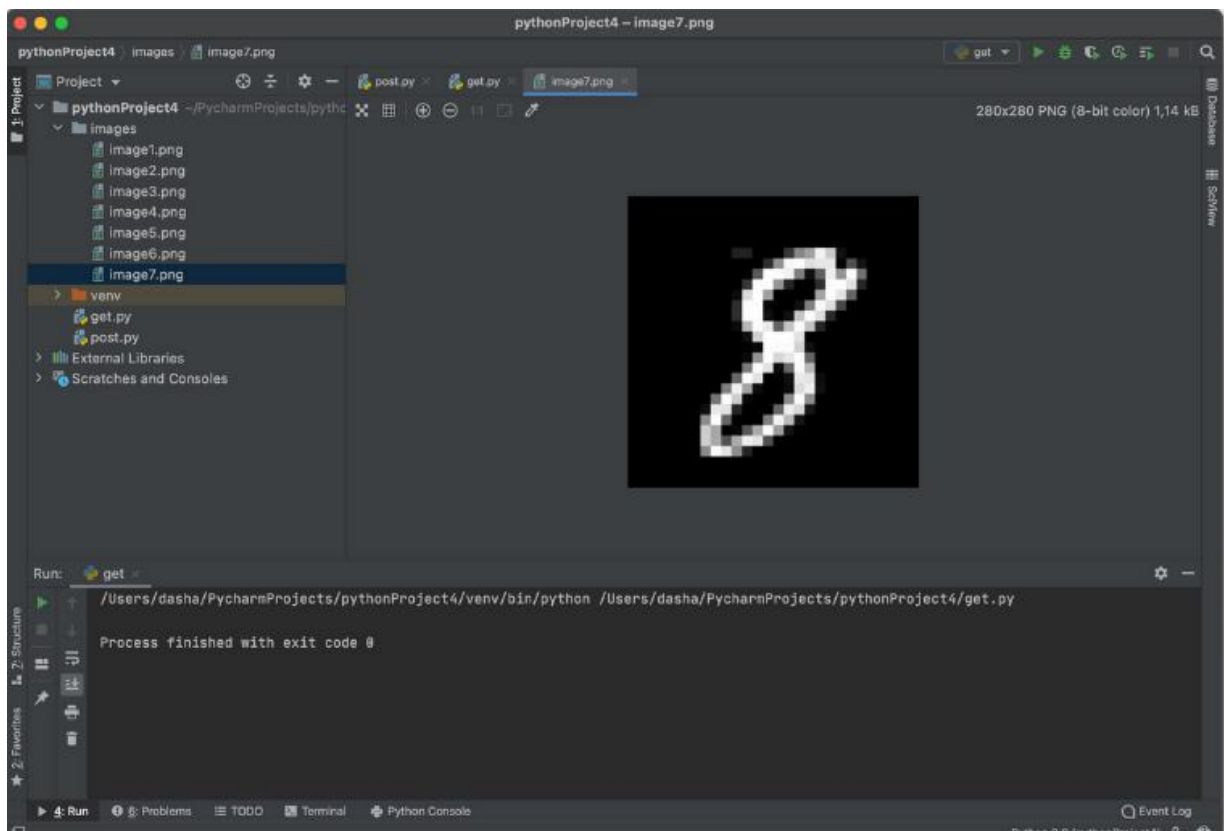 pythonProject4 – image7.png
pythonProject4 images image7.png
get
1: Project
Project
post.py
get.py
image7.png
pythonProject4 ~/PycharmProjects/pythc
280x280 PNG (8-bit color) 1,14 kB
images
image1.png
image2.png
image3.png
image4.png
image5.png
image6.png
image7.png
venv
get.py
post.py
External Libraries
Scratches and Consoles
Database
SciView
8
Run: get
/Users/dasha/PycharmProjects/pythonProject4/venv/bin/python /Users/dasha/PycharmProjects/pythonProject4/get.py
Process finished with exit code 0
7: Structure
2: Favorites
4: Run 6: Problems TODO Terminal Python Console Event Log